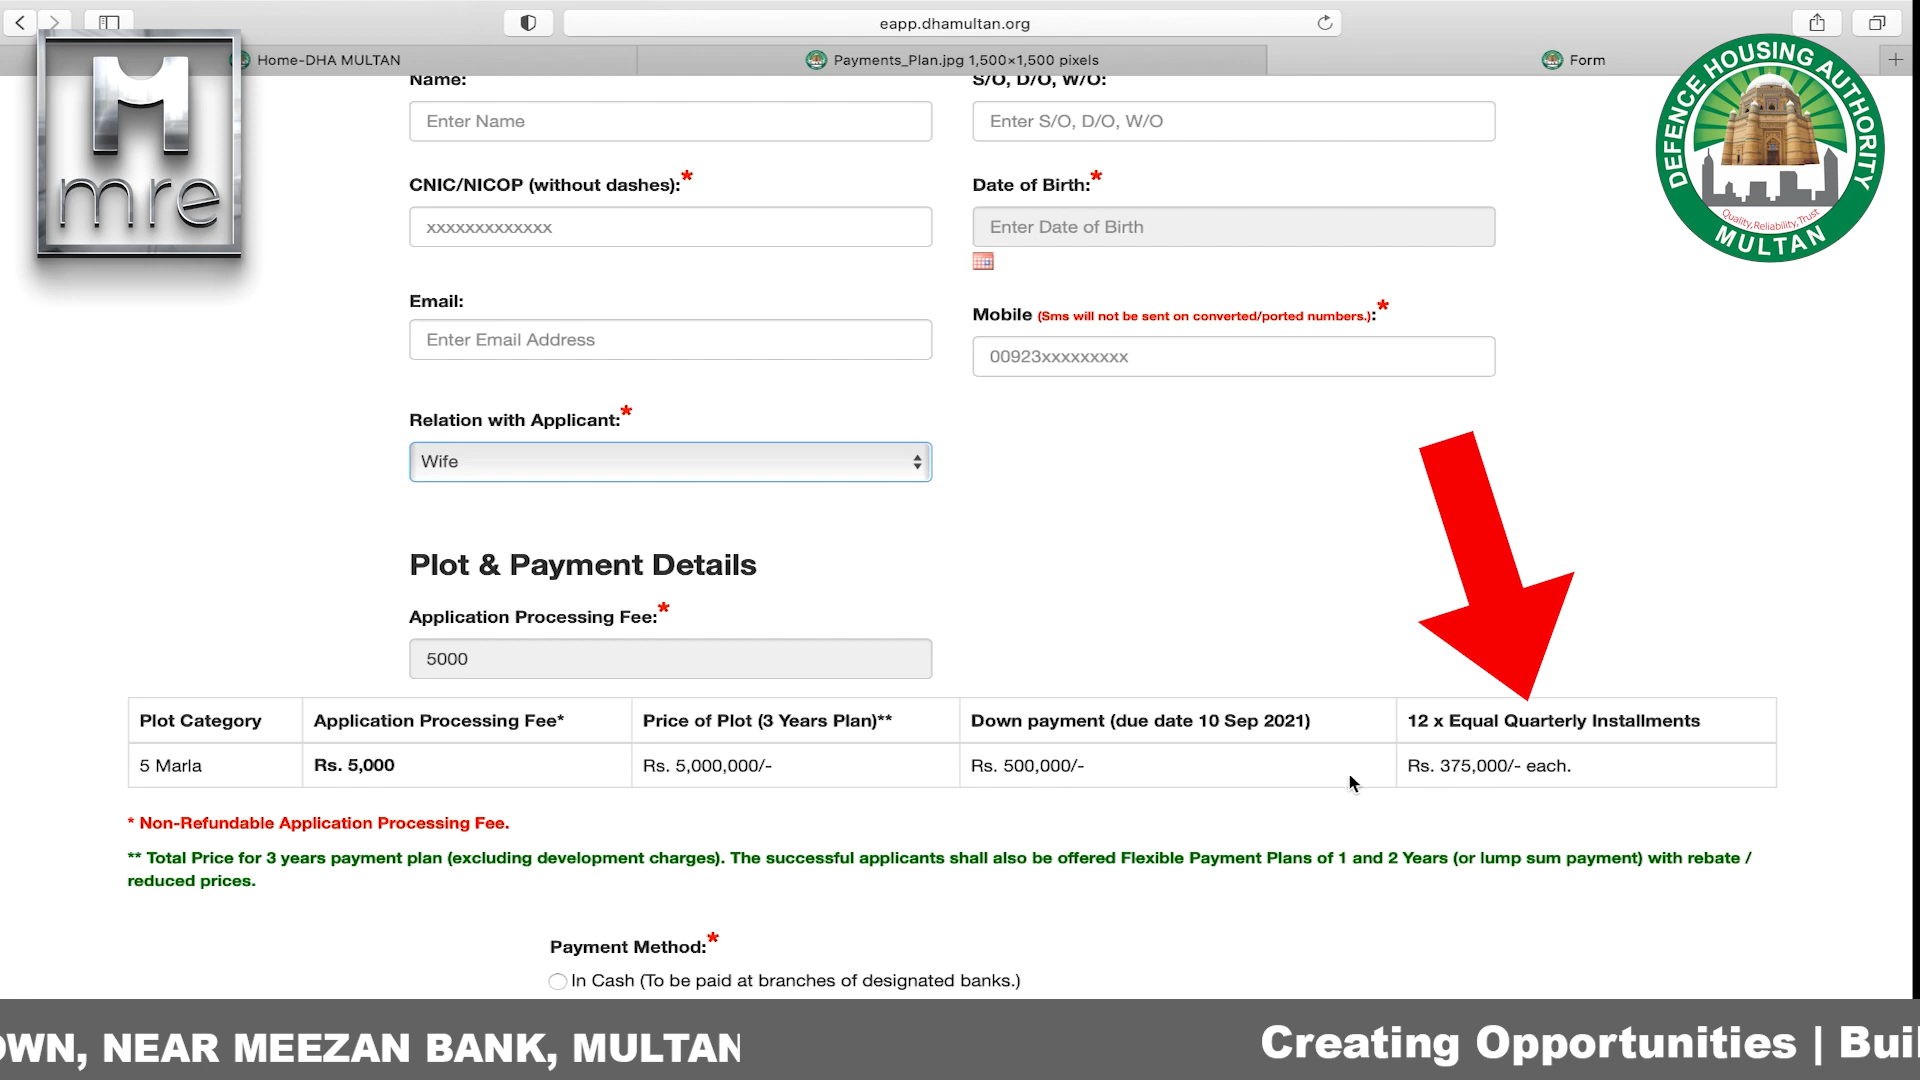 eapp.dhamultan.org
Home-DHA MULTAN
Payments_Plan.jpg 1,500×1,500 pixels
Form
mre
DEFENCE HOUSING AUTHORITY
Quality, Reliability, Trust
MULTAN
Name:
S/O, D/O, W/O:
Enter Name
Enter S/O, D/O, W/O
CNIC/NICOP (without dashes):*
Date of Birth:*
xxxxxxxxxxxxx
Enter Date of Birth
Email:
Mobile (Sms will not be sent on converted/ported numbers.):*
Enter Email Address
00923xxxxxxxxx
Relation with Applicant:*
Wife
Plot & Payment Details
Application Processing Fee:*
5000
Plot Category Application Processing Fee* Price of Plot (3 Years Plan)** Down payment (due date 10 Sep 2021) 12 x Equal Quarterly Installments
5 Marla Rs. 5,000 Rs. 5,000,000/- Rs. 500,000/- Rs. 375,000/- each.
* Non-Refundable Application Processing Fee.
** Total Price for 3 years payment plan (excluding development charges). The successful applicants shall also be offered Flexible Payment Plans of 1 and 2 Years (or lump sum payment) with rebate /
reduced prices.
Payment Method:*
In Cash (To be paid at branches of designated banks.)
OWN, NEAR MEEZAN BANK, MULTAN
Creating Opportunities | Buil